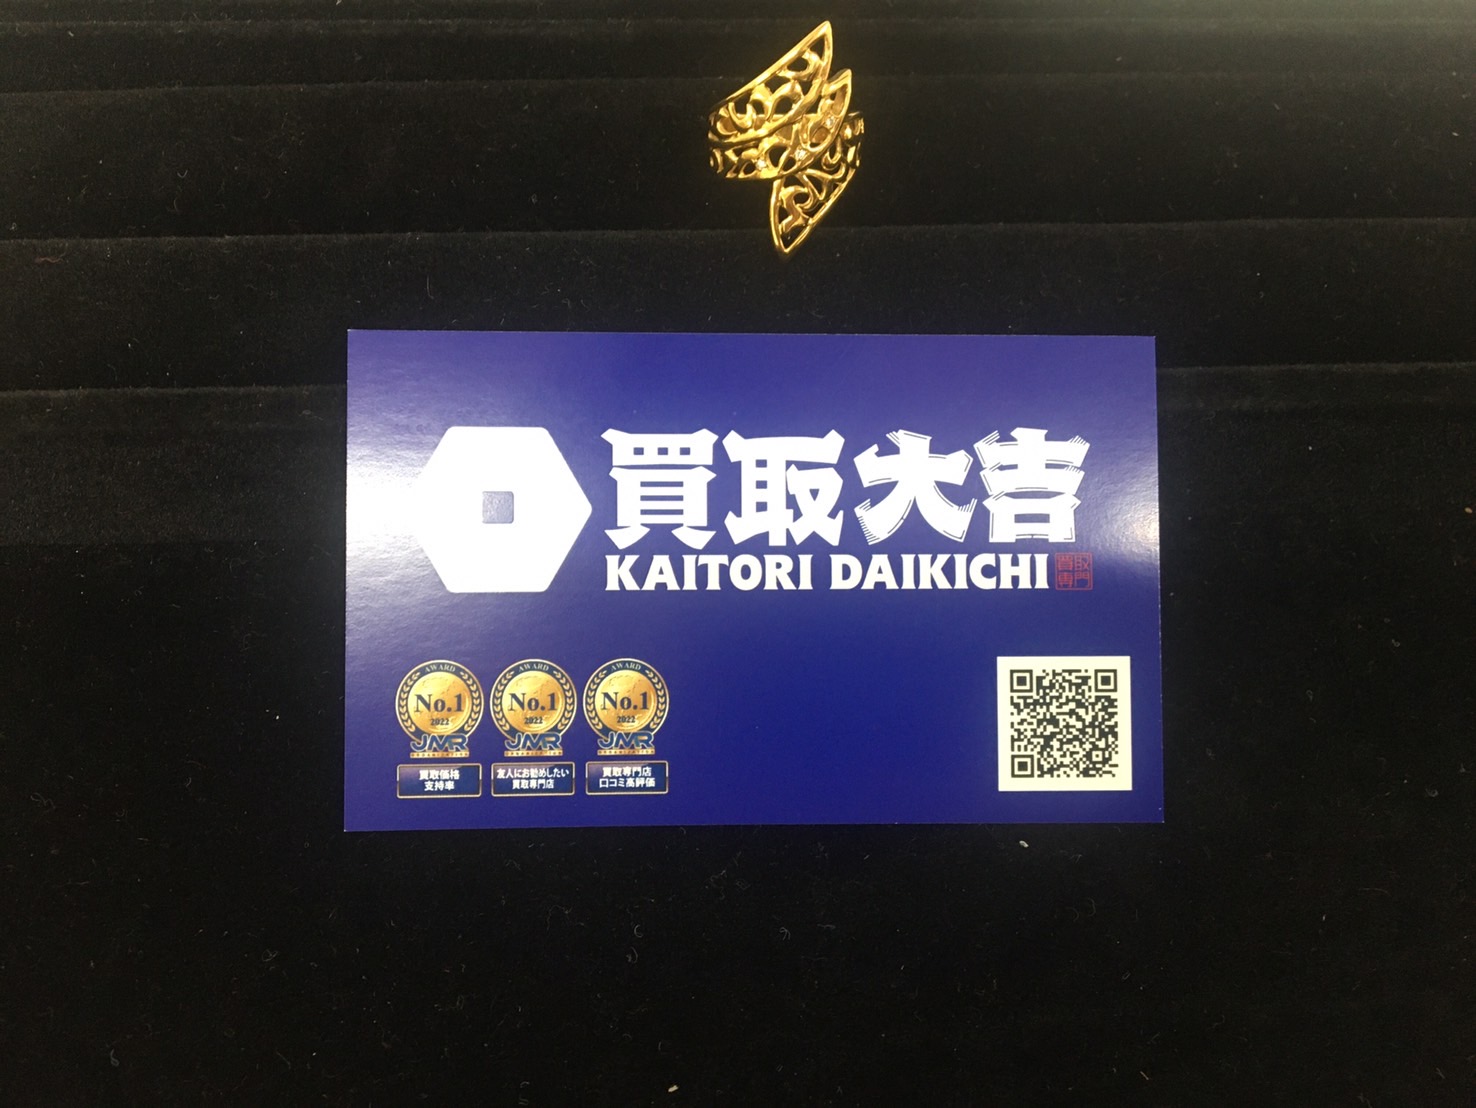 買取大吉
KAITORI DAIKICHI
買取
専門
AWARD
No.1
2022
JMR
ORGANIZATION
買取価格
支持率
AWARD
No.1
2022
JMR
ORGANIZATION
友人にお勧めしたい
買取専門店
AWARD
No.1
2022
JMR
ORGANIZATION
買取専門店
口コミ高評価